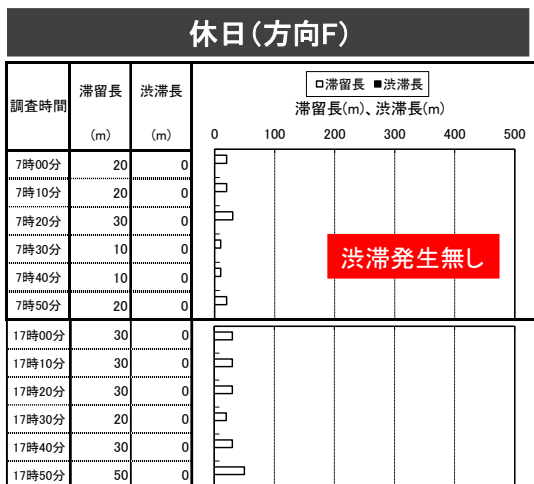 休日(方向F)
調査時間 滞留長 渋滞長
(m) (m)
□滞留長 ■渋滞長
滞留長(m)、渋滞長(m)
0 100 200 300 400 500
7時00分 20 0
7時10分 20 0
7時20分 30 0
7時30分 10 0
7時40分 10 0
7時50分 20 0
渋滞発生無し
17時00分 30 0
17時10分 30 0
17時20分 30 0
17時30分 20 0
17時40分 30 0
17時50分 50 0